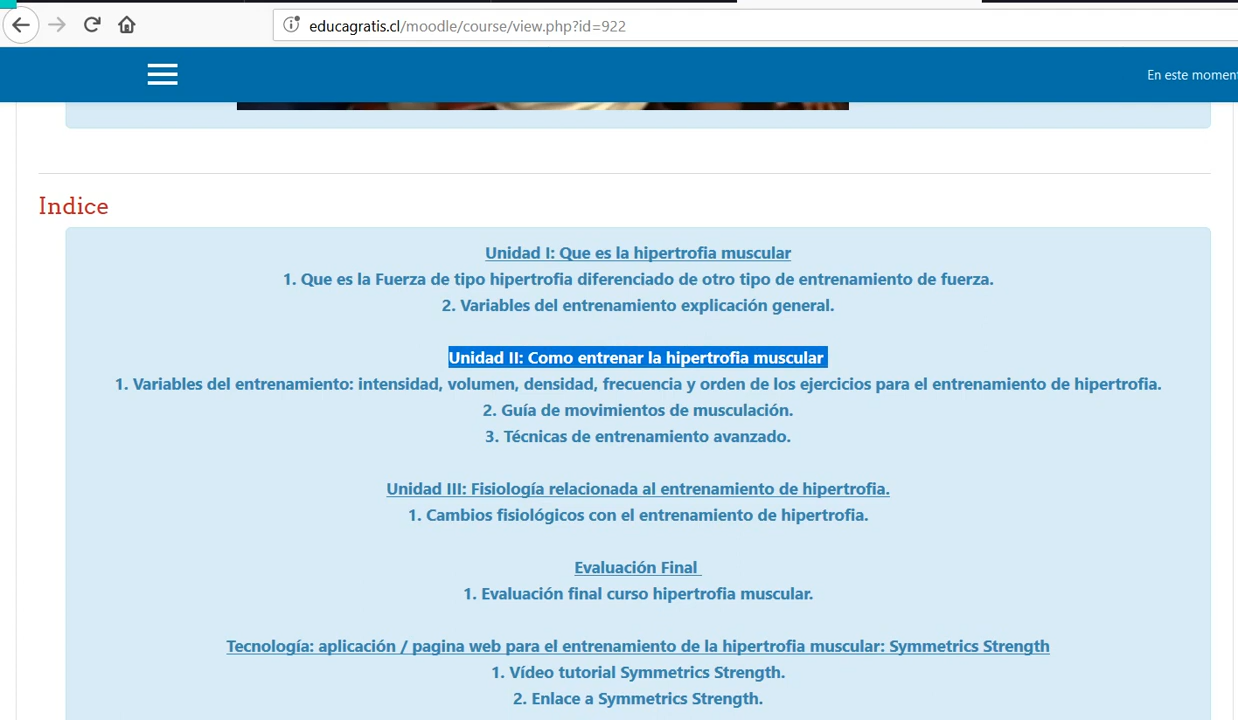 educagratis.cl/moodle/course/view.php?id=922
En este momen
Indice
Unidad I: Que es la hipertrofia muscular
1. Que es la Fuerza de tipo hipertrofia diferenciado de otro tipo de entrenamiento de fuerza.
2. Variables del entrenamiento explicación general.
Unidad II: Como entrenar la hipertrofia muscular
1. Variables del entrenamiento: intensidad, volumen, densidad, frecuencia y orden de los ejercicios para el entrenamiento de hipertrofia.
2. Guía de movimientos de musculación.
3. Técnicas de entrenamiento avanzado.
Unidad III: Fisiología relacionada al entrenamiento de hipertrofia.
1. Cambios fisiológicos con el entrenamiento de hipertrofia.
Evaluación Final
1. Evaluación final curso hipertrofia muscular.
Tecnología: aplicación / pagina web para el entrenamiento de la hipertrofia muscular: Symmetrics Strength
1. Vídeo tutorial Symmetrics Strength.
2. Enlace a Symmetrics Strength.